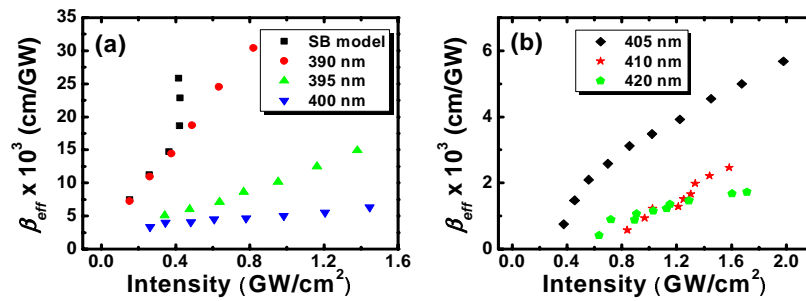 (a)
SB model
390 nm
395 nm
400 nm
β_eff x 10³ (cm/GW)
35
30
25
20
15
10
5
0
0.0 0.4 0.8 1.2 1.6
Intensity (GW/cm²)
(b)
405 nm
410 nm
420 nm
β_eff x 10³ (cm/GW)
6
4
2
0
0.0 0.4 0.8 1.2 1.6 2.0
Intensity (GW/cm²)